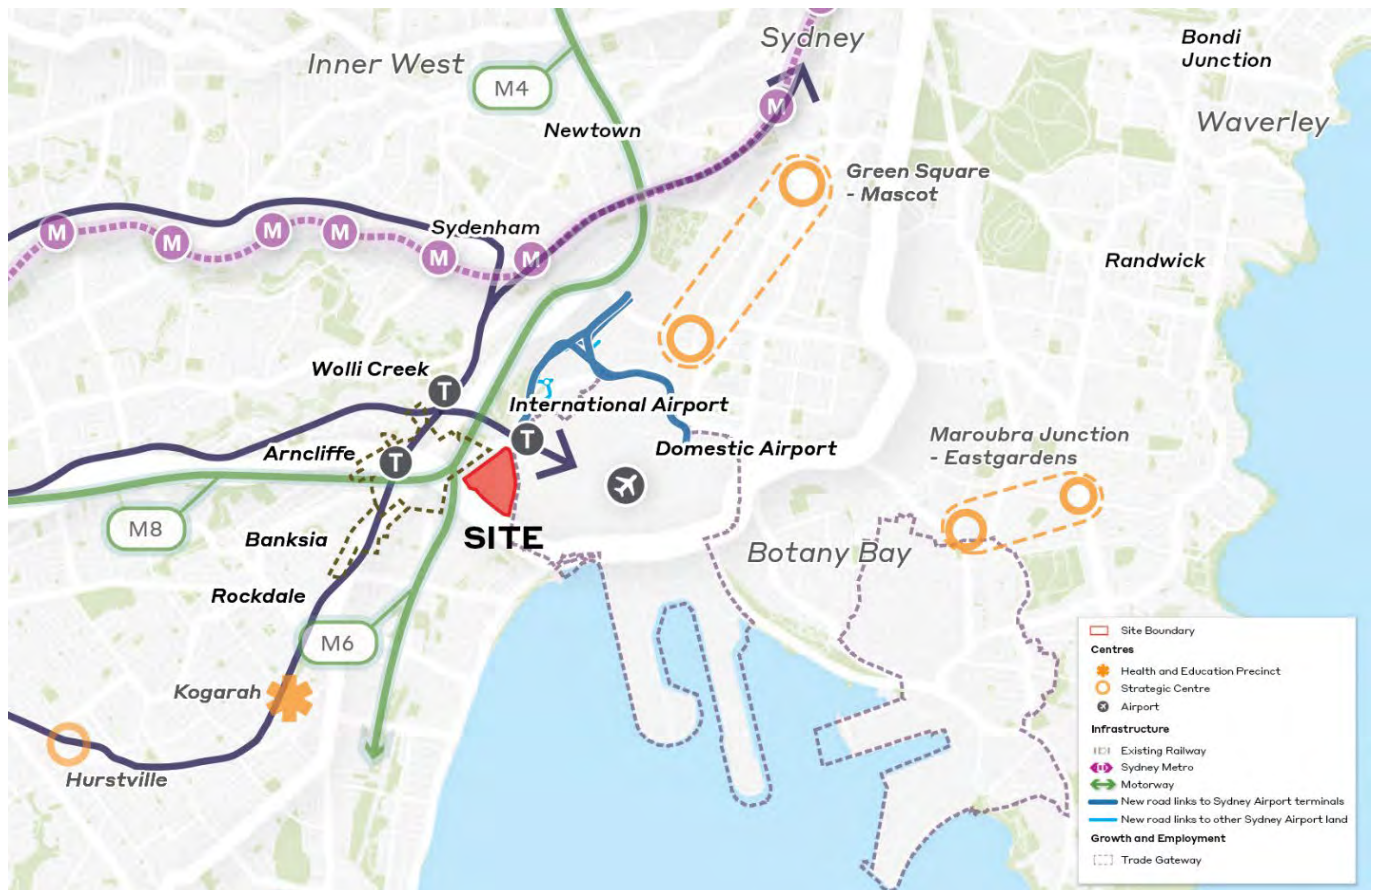 Sydney
Bondi
Junction
Inner West
M4
M
Waverley
Newtown
Green Square
- Mascot
Sydenham
M
M
M
M
M
M
Randwick
Wolli Creek
T
International Airport
T
Arncliffe
T
Domestic Airport
Maroubra Junction
- Eastgardens
M8
SITE
Banksia
Botany Bay
Rockdale
M6
Kogarah
Hurstville
Site Boundary
Centres
Health and Education Precinct
Strategic Centre
Airport
Infrastructure
Existing Railway
Sydney Metro
Motorway
New road links to Sydney Airport terminals
New road links to other Sydney Airport land
Growth and Employment
Trade Gateway